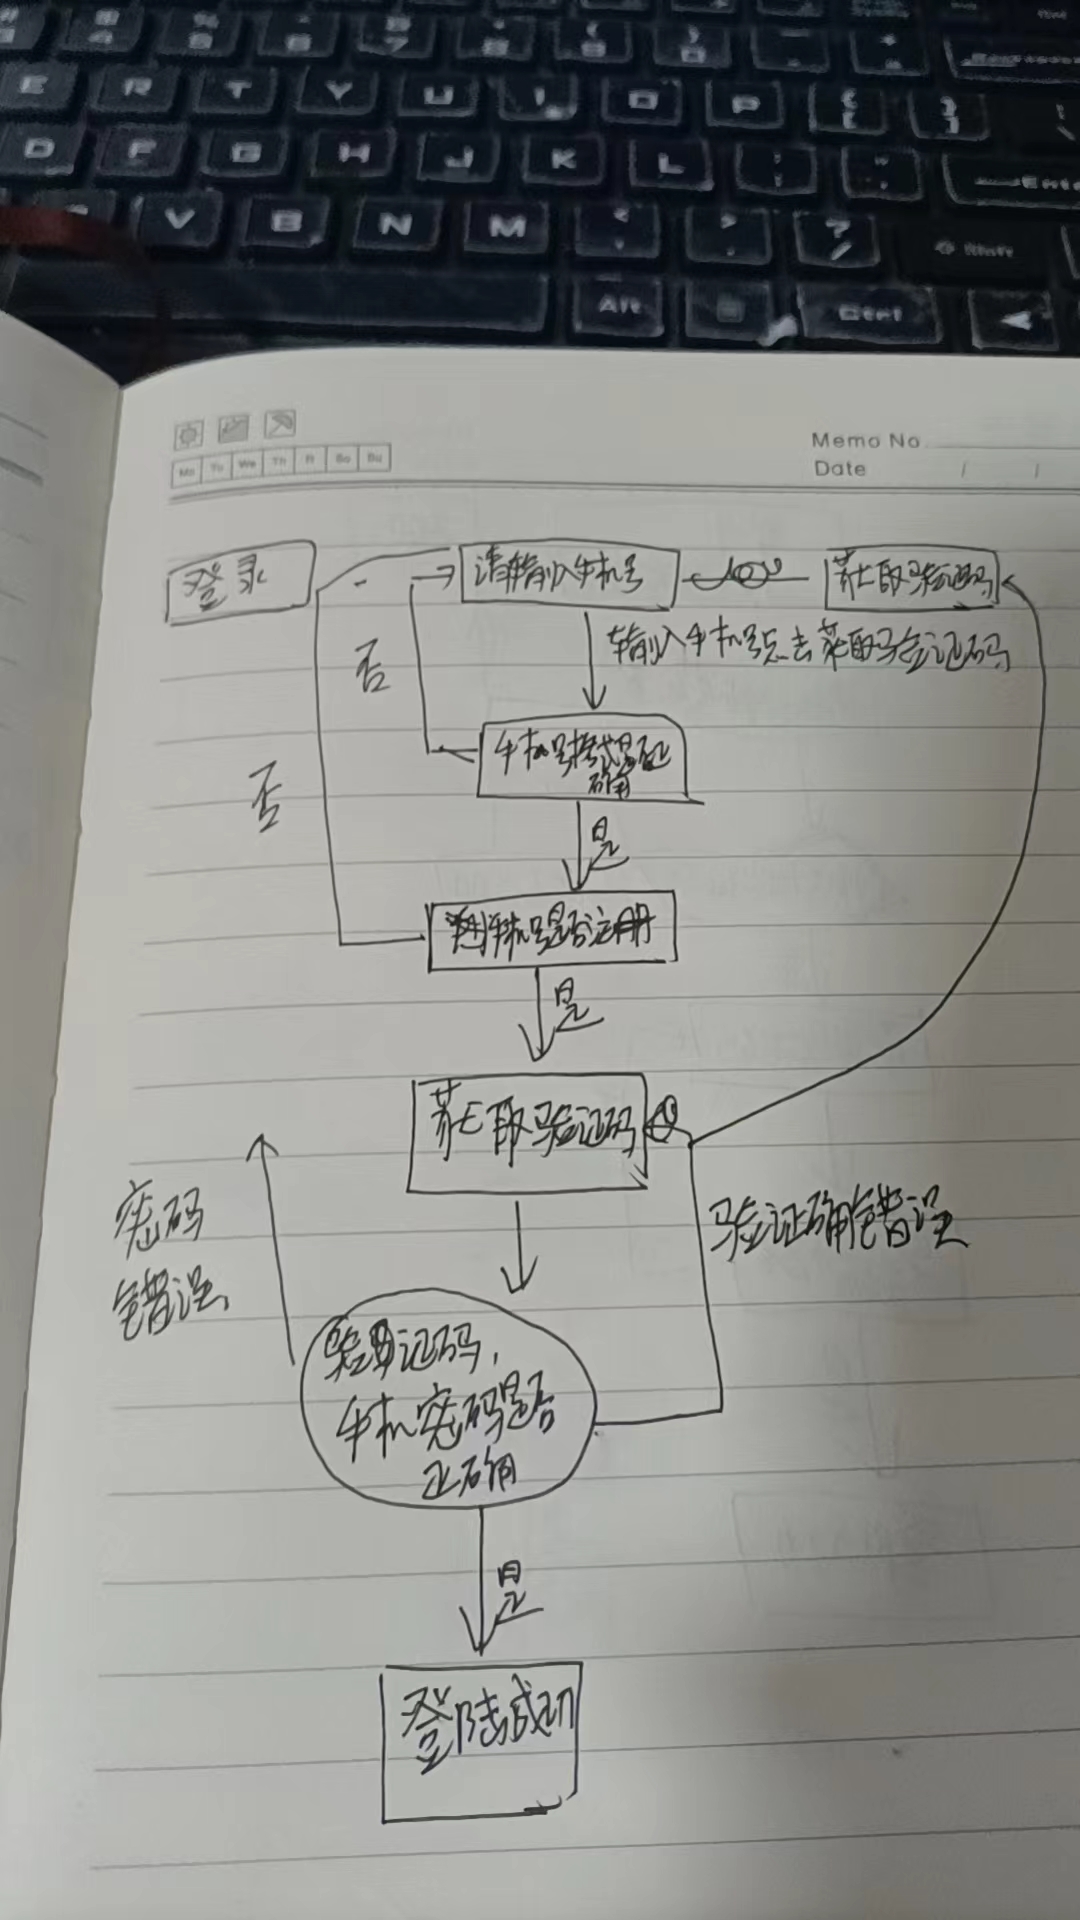 E R T Y U I O P { [ } ]
D F G H J K L : ; " ' Enter
V B N M < , > . ? / Shift
Alt Ctrl
Memo No
Mo Tu We Th Fr Sa Su
Date / /
登录
请输入手机号
获取验证码
输入手机号点去获取验证码
否
手机号格式是否正
确
否
是
手机号是否注册
是
获取验证码
密码
错误
验证确错误
验证码,
手机密码是否
正确
是
登陆成功